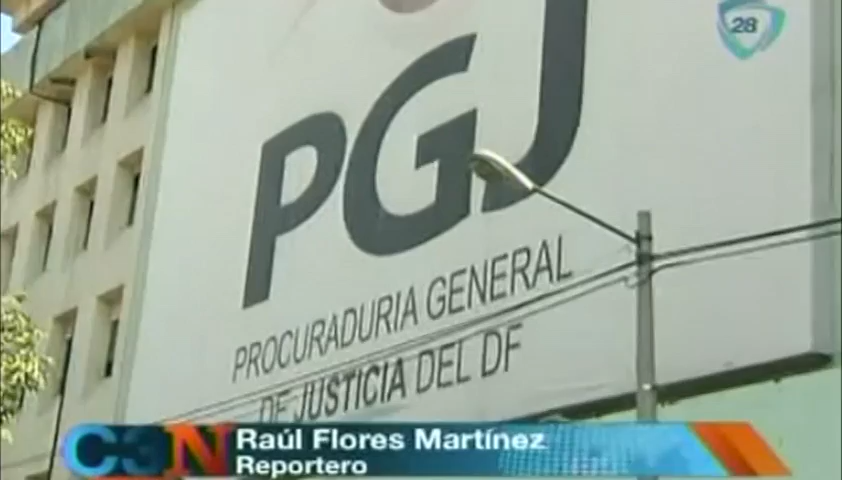 28
PGJ
PROCURADURIA GENERAL
DE JUSTICIA DEL DF
C3N
Raúl Flores Martínez
Reportero